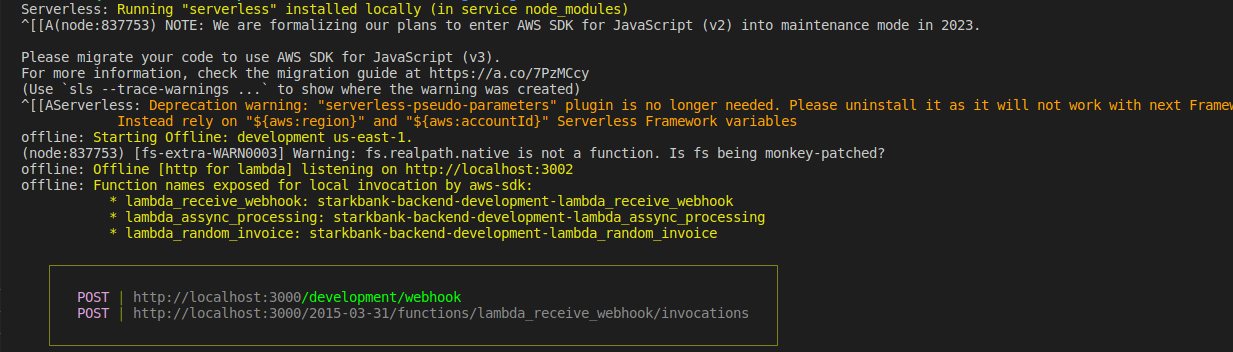 Serverless: Running "serverless" installed locally (in service node_modules)
^[[A(node:837753) NOTE: We are formalizing our plans to enter AWS SDK for JavaScript (v2) into maintenance mode in 2023.
Please migrate your code to use AWS SDK for JavaScript (v3).
For more information, check the migration guide at https://a.co/7PzMCcy
(Use `sls --trace-warnings ...` to show where the warning was created)
^[[AServerless: Deprecation warning: "serverless-pseudo-parameters" plugin is no longer needed. Please uninstall it as it will not work with next Framew
Instead rely on "${aws:region}" and "${aws:accountId}" Serverless Framework variables
offline: Starting Offline: development us-east-1.
(node:837753) [fs-extra-WARN0003] Warning: fs.realpath.native is not a function. Is fs being monkey-patched?
offline: Offline [http for lambda] listening on http://localhost:3002
offline: Function names exposed for local invocation by aws-sdk:
* lambda_receive_webhook: starkbank-backend-development-lambda_receive_webhook
* lambda_assync_processing: starkbank-backend-development-lambda_assync_processing
* lambda_random_invoice: starkbank-backend-development-lambda_random_invoice
POST | http://localhost:3000/development/webhook
POST | http://localhost:3000/2015-03-31/functions/lambda_receive_webhook/invocations